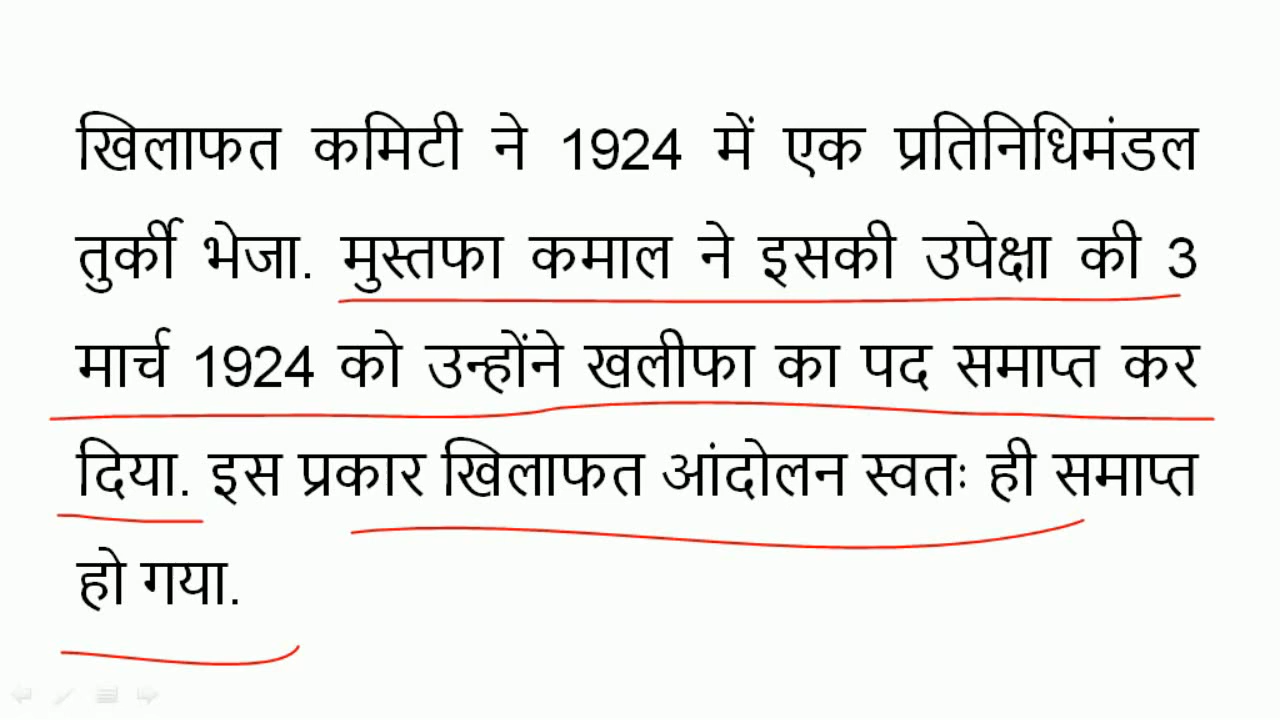 खिलाफत कमिटी ने 1924 में एक प्रतिनिधिमंडल
तुर्की भेजा. मुस्तफा कमाल ने इसकी उपेक्षा की 3
मार्च 1924 को उन्होंने खलीफा का पद समाप्त कर
दिया. इस प्रकार खिलाफत आंदोलन स्वतः ही समाप्त
हो गया.